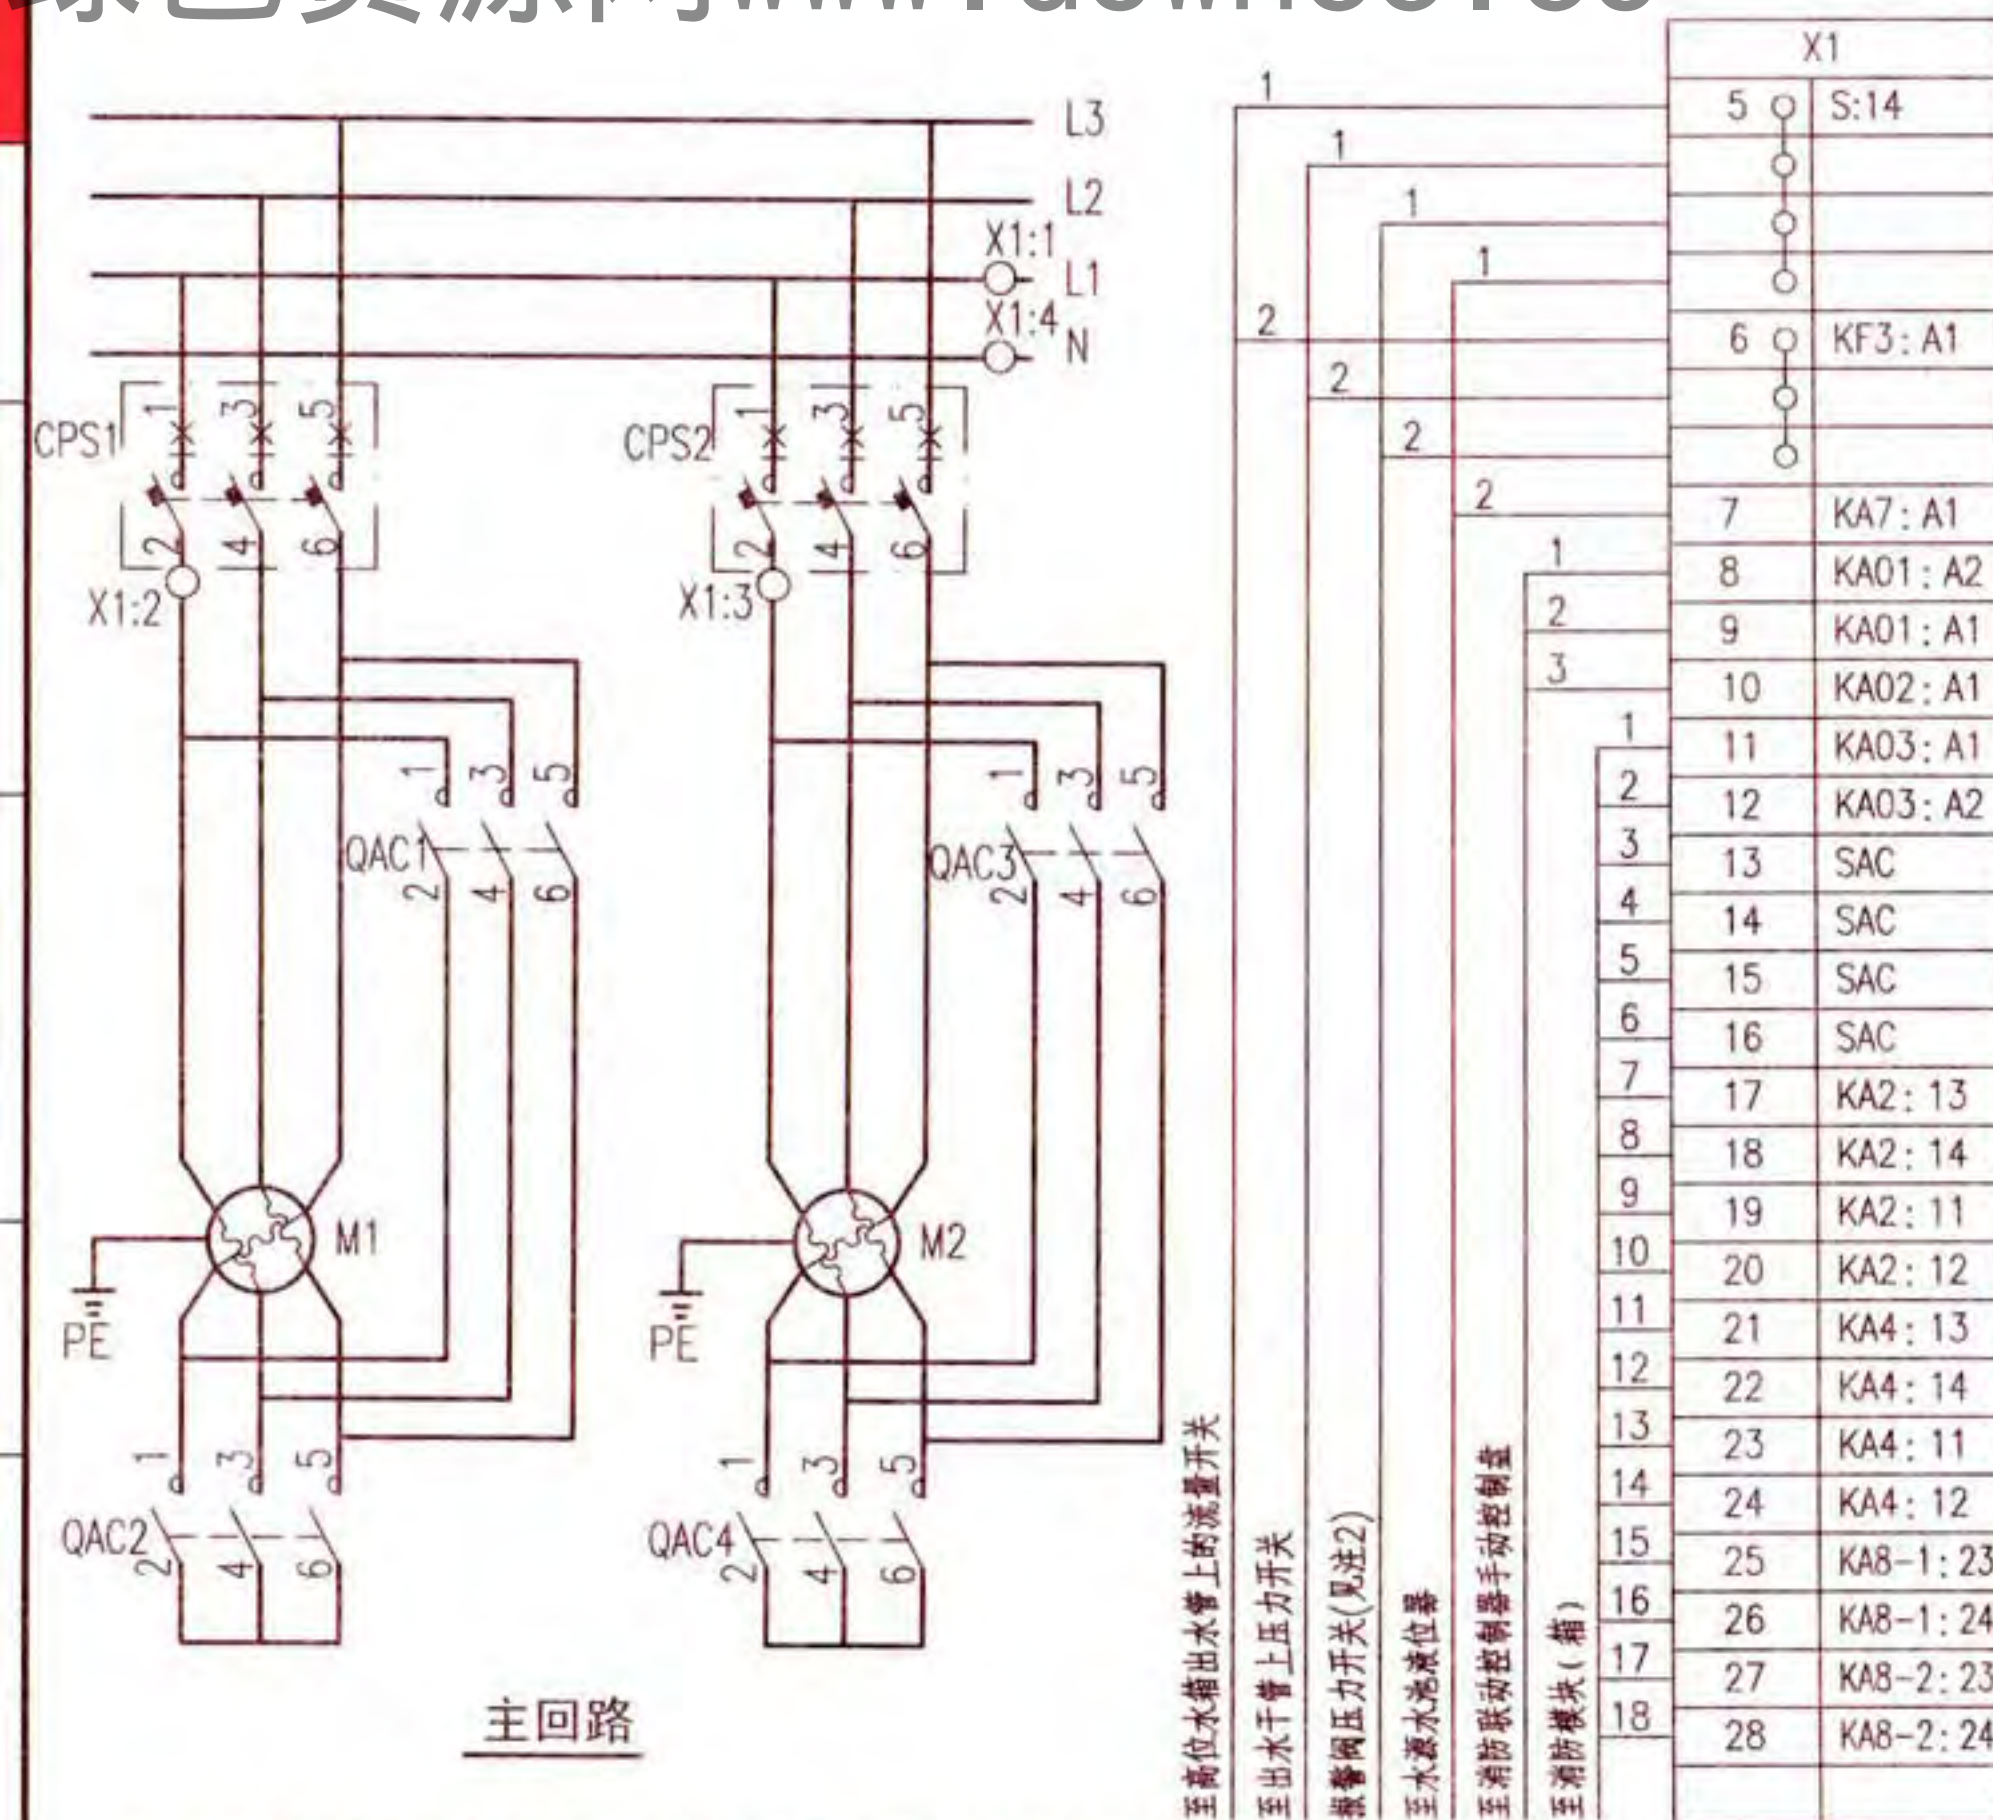 L3
L2
X1:1
L1
X1:4
N
CPS1
1
3
5
2
4
6
X1:2
CPS2
1
3
5
2
4
6
X1:3
QAC1
1
3
5
2
4
6
QAC3
1
3
5
2
4
6
M1
PE
M2
PE
QAC2
1
3
5
2
4
6
QAC4
1
3
5
2
4
6
主回路
至高位水箱出水管上的流量开关
1
2
至出水干管上压力开关
1
2
报警阀压力开关(见注2)
1
2
至水源水池液位器
1
2
至消防联动控制器手动控制盘
1
2
3
至消防模块(箱)
1
2
3
4
5
6
7
8
9
10
11
12
13
14
15
16
17
18
X1
5 S:14
6 KF3:A1
7 KA7:A1
8 KA01:A2
9 KA01:A1
10 KA02:A1
11 KA03:A1
12 KA03:A2
13 SAC
14 SAC
15 SAC
16 SAC
17 KA2:13
18 KA2:14
19 KA2:11
20 KA2:12
21 KA4:13
22 KA4:14
23 KA4:11
24 KA4:12
25 KA8-1:23
26 KA8-1:24
27 KA8-2:23
28 KA8-2:24